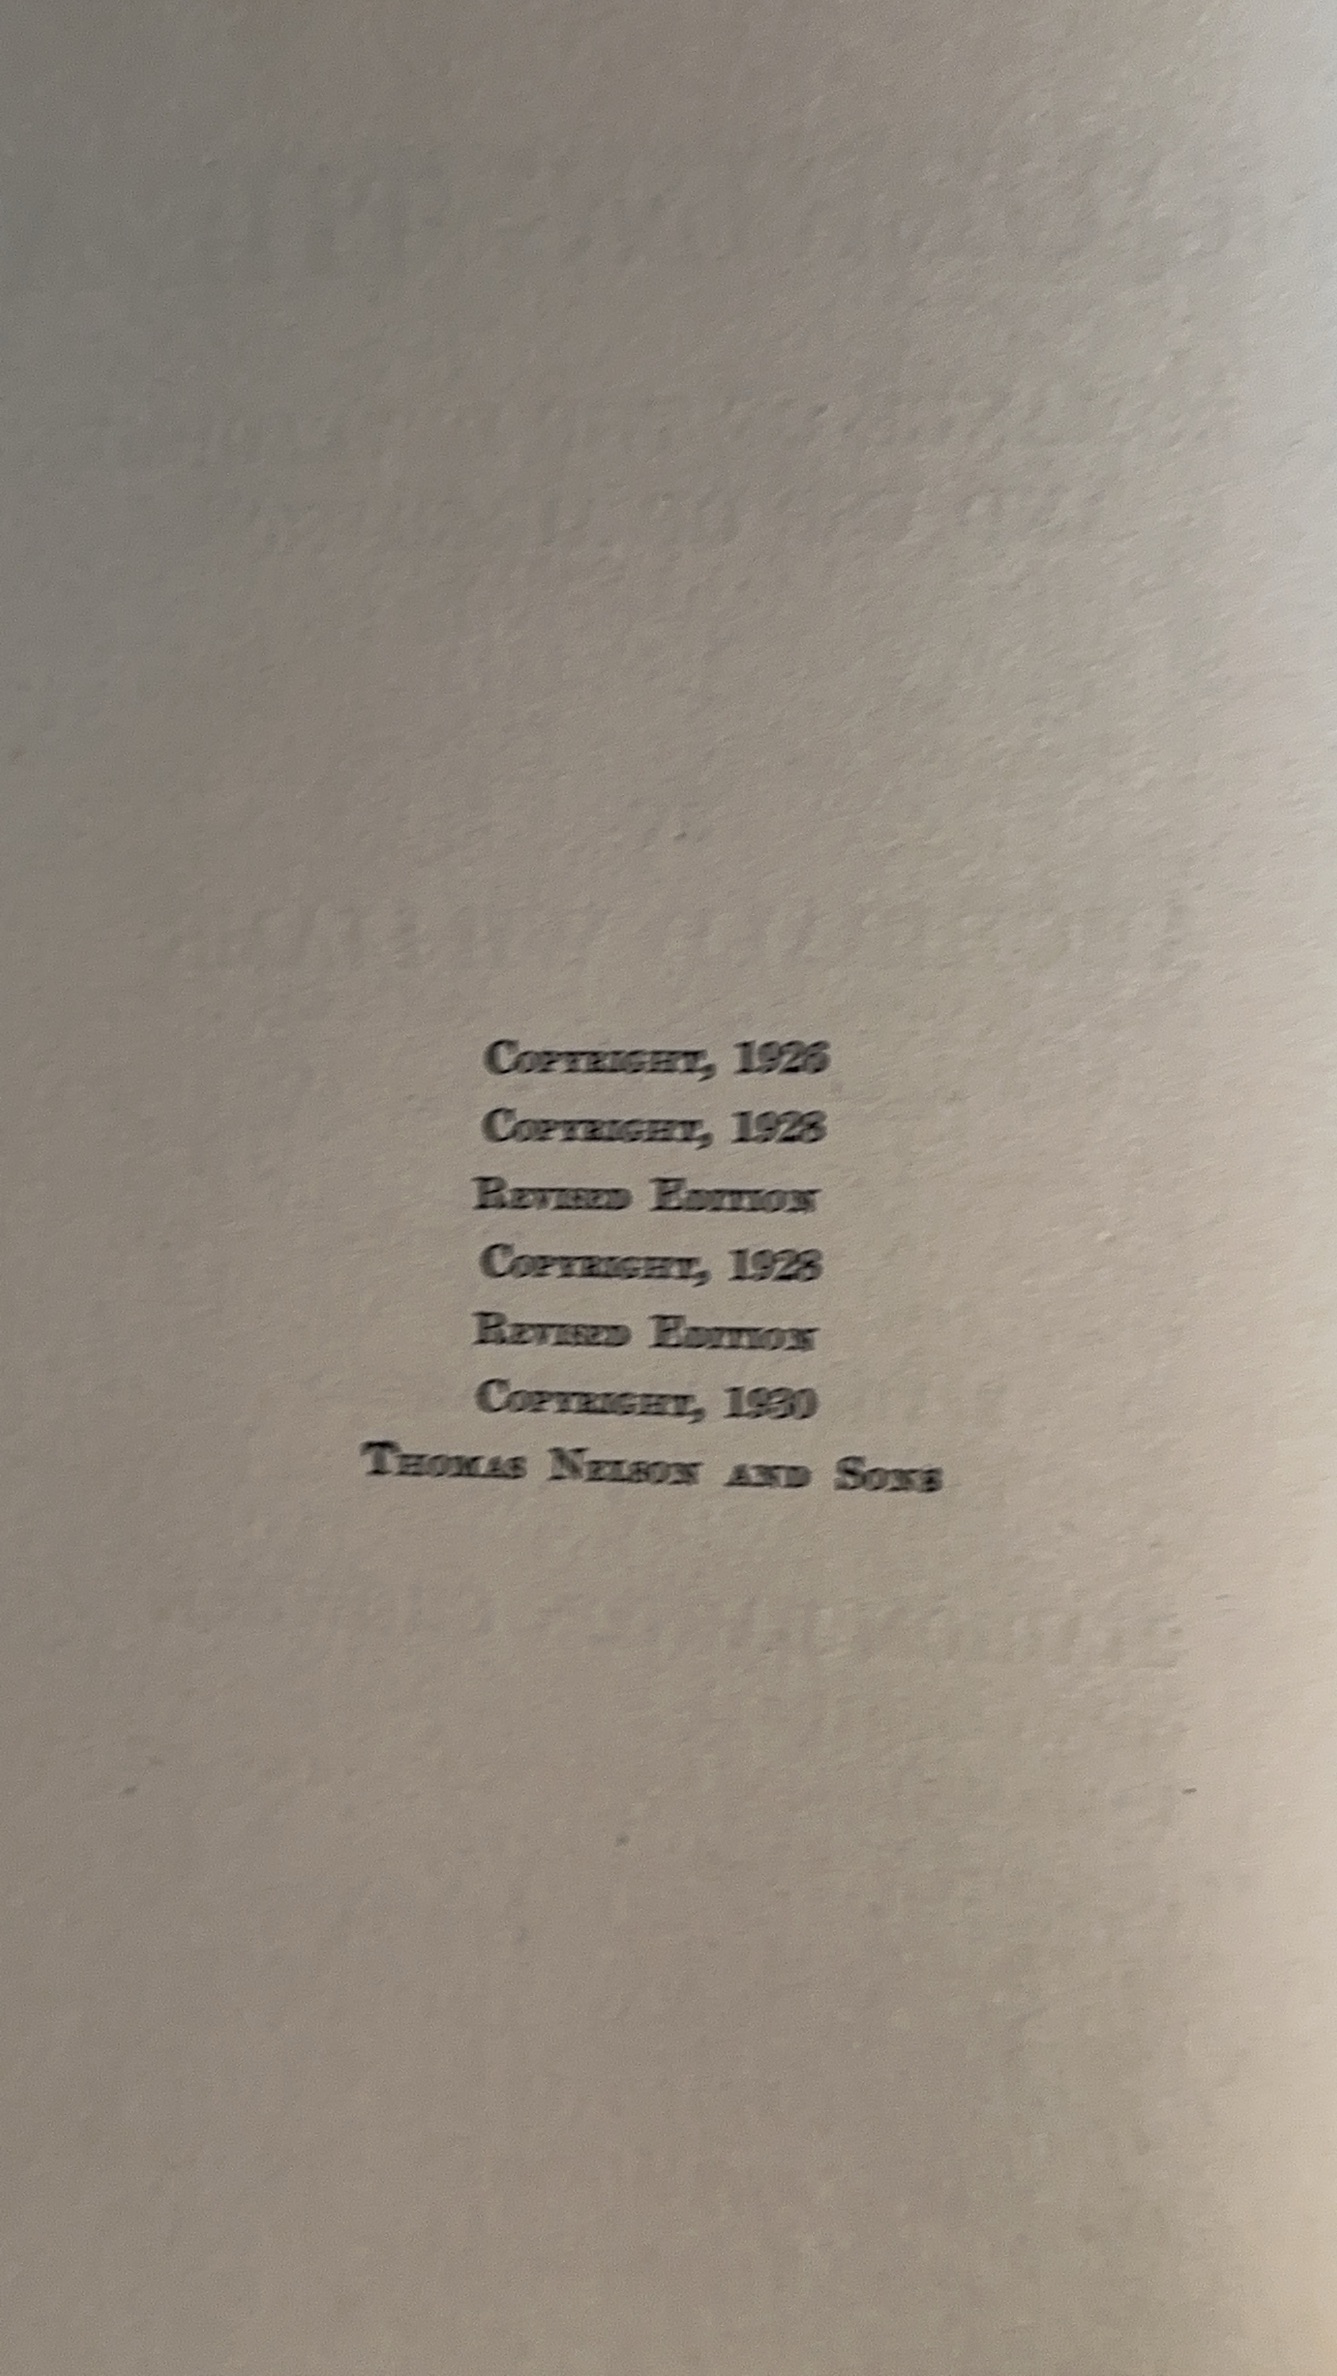 Copyright, 1926
Copyright, 1928
Revised Edition
Copyright, 1928
Revised Edition
Copyright, 1930
Thomas Nelson and Sons